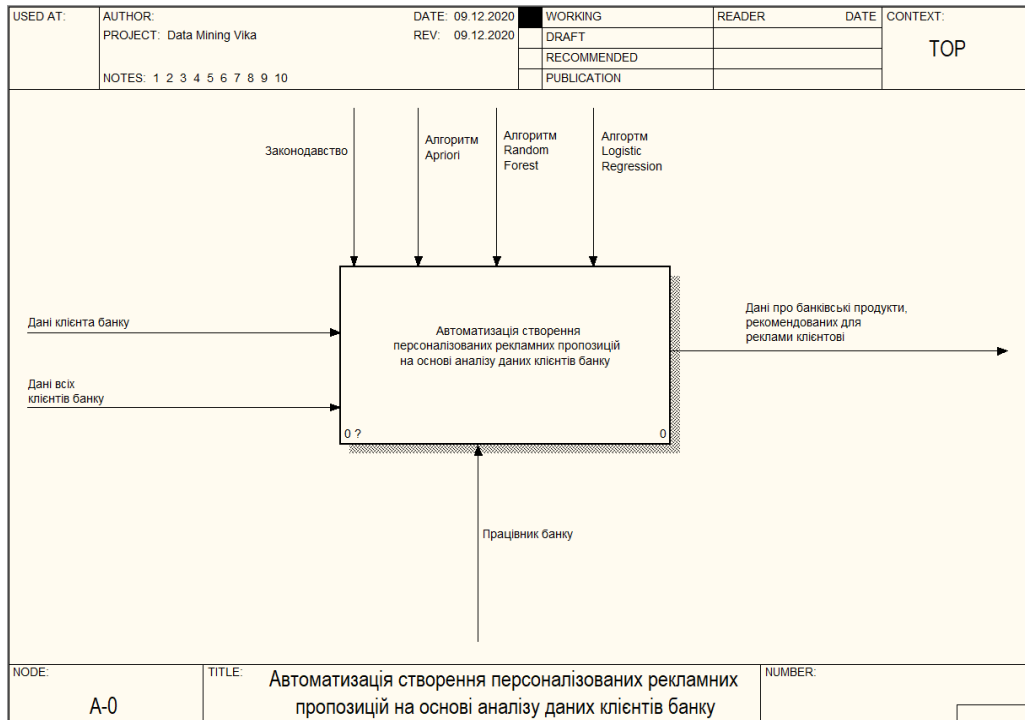 USED AT:
AUTHOR:
DATE: 09.12.2020
WORKING
READER
DATE
CONTEXT:
PROJECT: Data Mining Vika
REV: 09.12.2020
DRAFT
TOP
RECOMMENDED
NOTES: 1 2 3 4 5 6 7 8 9 10
PUBLICATION
Законодавство
Алгоритм
Apriori
Алгоритм
Random
Forest
Алгортм
Logistic
Regression
Дані клієнта банку
Дані всіх
клієнтів банку
Автоматизація створення
персоналізованих рекламних пропозицій
на основі аналізу даних клієнтів банку
0 ?
0
Дані про банківські продукти,
рекомендованих для
реклами клієнтові
Працівник банку
NODE:
A-0
TITLE:
Автоматизація створення персоналізованих рекламних
пропозицій на основі аналізу даних клієнтів банку
NUMBER: